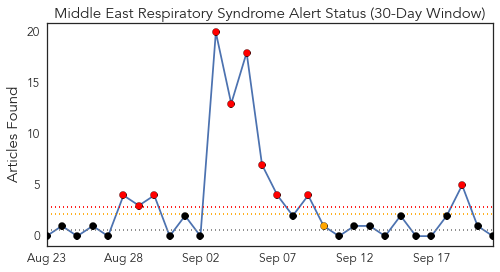 Middle East Respiratory Syndrome Alert Status (30-Day Window)
Articles Found
20
15
10
5
0
Aug 23 Aug 28 Sep 02 Sep 07 Sep 12 Sep 17